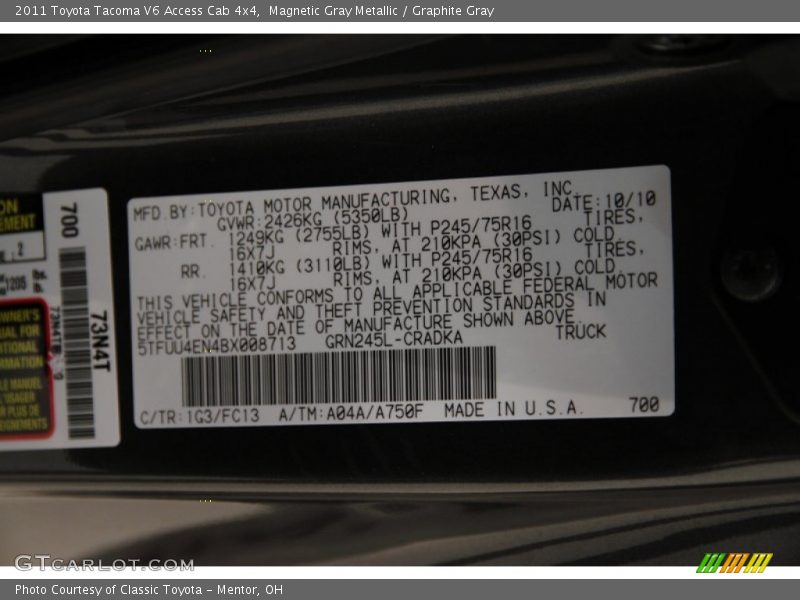 2011 Toyota Tacoma V6 Access Cab 4x4, Magnetic Gray Metallic / Graphite Gray
MFD.BY:TOYOTA MOTOR MANUFACTURING, TEXAS, INC.
GVWR:2426KG (5350LB) DATE:10/10
GAWR:FRT. 1249KG (2755LB) WITH P245/75R16 TIRES,
16X7J RIMS, AT 210KPA (30PSI) COLD
RR. 1410KG (3110LB) WITH P245/75R16 TIRES,
16X7J RIMS, AT 210KPA (30PSI) COLD.
THIS VEHICLE CONFORMS TO ALL APPLICABLE FEDERAL MOTOR
VEHICLE SAFETY AND THEFT PREVENTION STANDARDS IN
EFFECT ON THE DATE OF MANUFACTURE SHOWN ABOVE.
5TFUU4EN4BX008713 GRN245L-CRADKA TRUCK
C/TR:1G3/FC13 A/TM:A04A/A750F MADE IN U.S.A. 700
700
73N4T
GTCARLOT.COM
Photo Courtesy of Classic Toyota - Mentor, OH